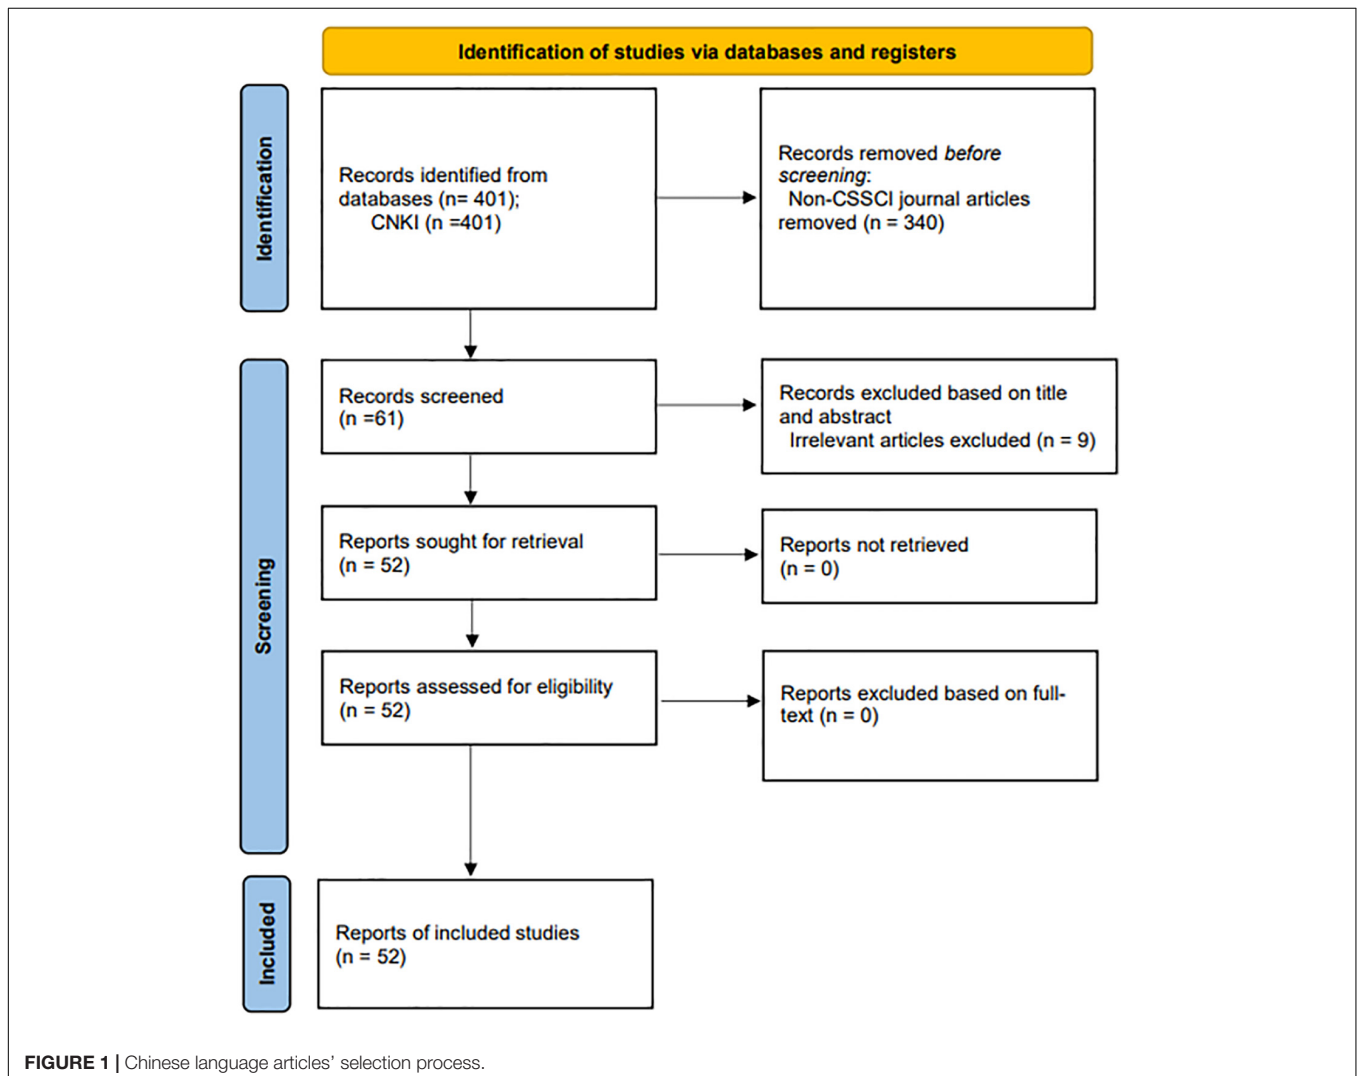 Identification of studies via databases and registers
Identification
Records identified from
databases (n= 401);
CNKI (n =401)
Records removed before
screening:
Non-CSSCI journal articles
removed (n = 340)
Screening
Records screened
(n =61)
Records excluded based on title
and abstract
Irrelevant articles excluded (n = 9)
Reports sought for retrieval
(n = 52)
Reports not retrieved
(n = 0)
Reports assessed for eligibility
(n = 52)
Reports excluded based on full-
text (n = 0)
Included
Reports of included studies
(n = 52)
FIGURE 1 | Chinese language articles’ selection process.